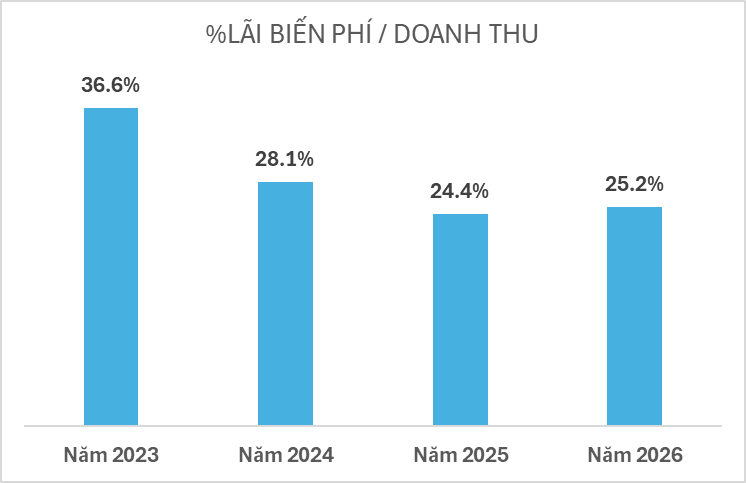 %LÃI BIẾN PHÍ / DOANH THU
36.6%
28.1%
24.4%
25.2%
Năm 2023
Năm 2024
Năm 2025
Năm 2026